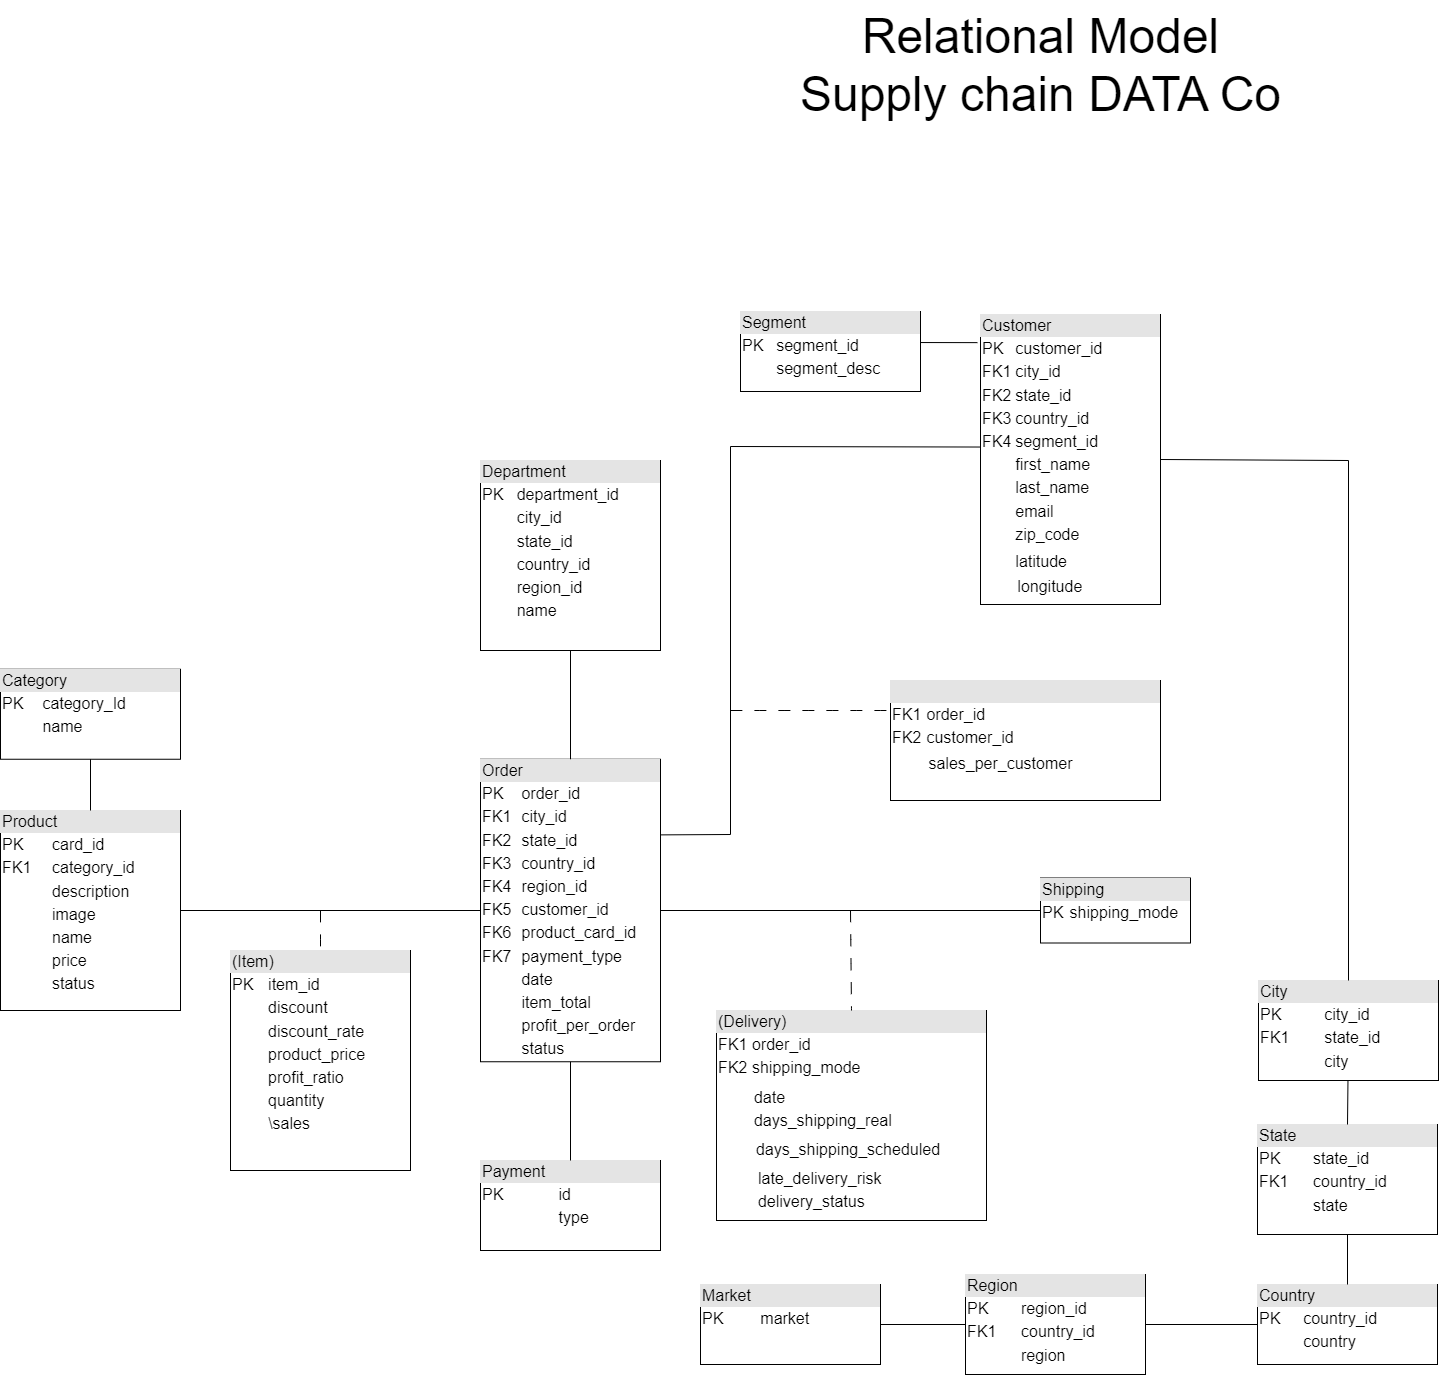 Relational Model
Supply chain DATA Co
Segment
PK segment_id
segment_desc
Customer
PK customer_id
FK1 city_id
FK2 state_id
FK3 country_id
FK4 segment_id
first_name
last_name
email
zip_code
latitude
longitude
Department
PK department_id
city_id
state_id
country_id
region_id
name
Category
PK category_Id
name
FK1 order_id
FK2 customer_id
sales_per_customer
Order
PK order_id
FK1 city_id
FK2 state_id
FK3 country_id
FK4 region_id
FK5 customer_id
FK6 product_card_id
FK7 payment_type
date
item_total
profit_per_order
status
Product
PK card_id
FK1 category_id
description
image
name
price
status
Shipping
PK shipping_mode
(Item)
PK item_id
discount
discount_rate
product_price
profit_ratio
quantity
\sales
(Delivery)
FK1 order_id
FK2 shipping_mode
date
days_shipping_real
days_shipping_scheduled
late_delivery_risk
delivery_status
City
PK city_id
FK1 state_id
city
State
PK state_id
FK1 country_id
state
Payment
PK id
type
Market
PK market
Region
PK region_id
FK1 country_id
region
Country
PK country_id
country